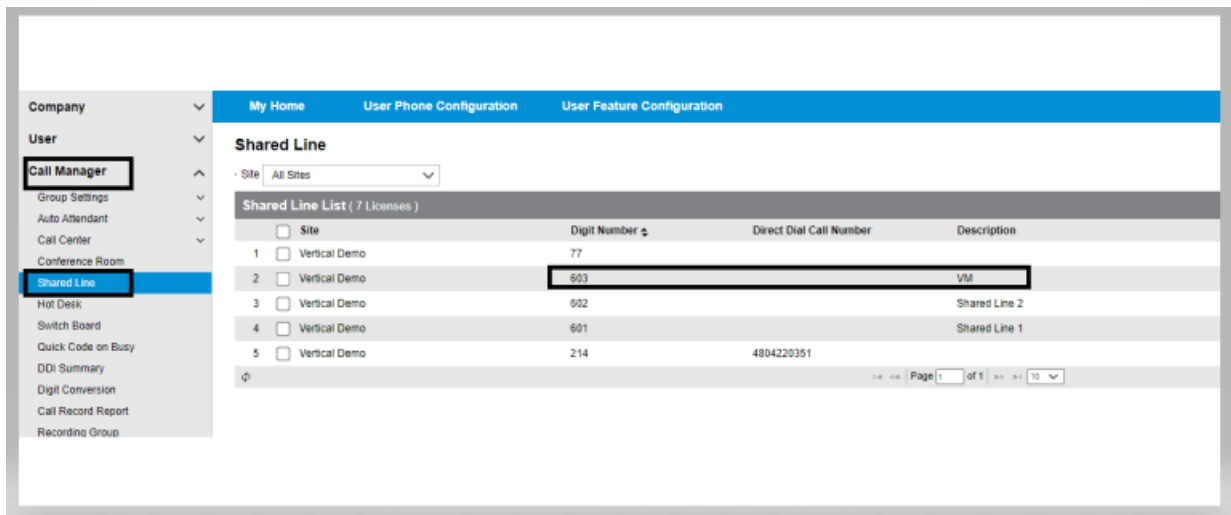 Company
User
Call Manager
Group Settings
Auto Attendant
Call Center
Conference Room
Shared Line
Hot Desk
Switch Board
Quick Code on Busy
DDI Summary
Digit Conversion
Call Record Report
Recording Group
My Home User Phone Configuration User Feature Configuration
Shared Line
Site All Sites
Shared Line List ( 7 Licenses )
Site Digit Number Direct Dial Call Number Description
1 Vertical Demo 77
2 Vertical Demo 603 VM
3 Vertical Demo 602 Shared Line 2
4 Vertical Demo 601 Shared Line 1
5 Vertical Demo 214 4804220351
Page 1 of 1 10